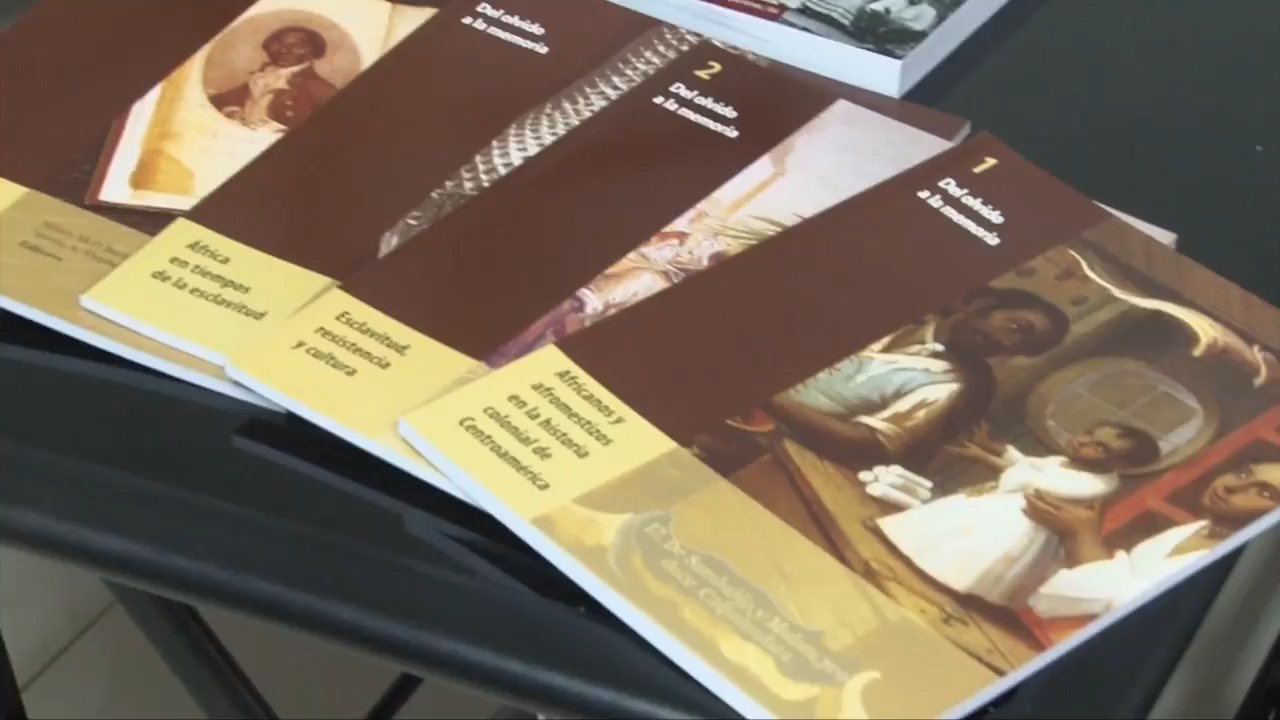 Del olvido
a la memoria
África
en tiempos
de la esclavitud
2
Del olvido
a la memoria
Esclavitud,
resistencia
y cultura
1
Del olvido
a la memoria
Africanos y
afromestizos
en la historia
colonial de
Centroamérica